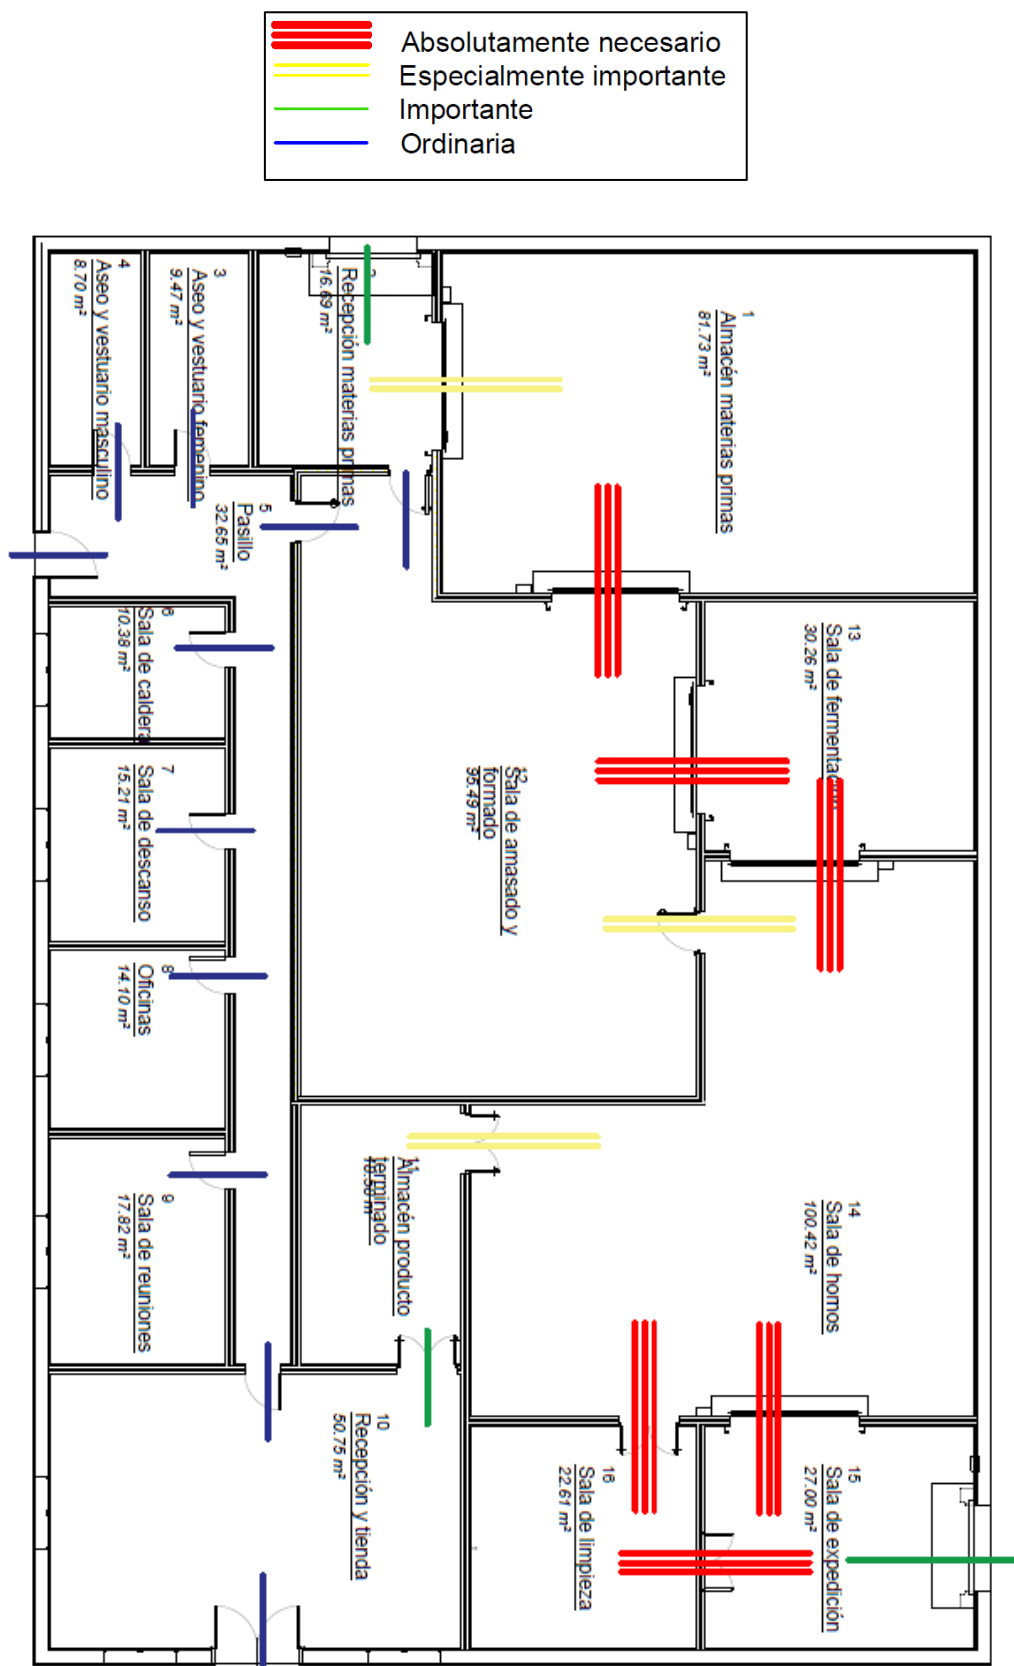 Absolutamente necesario
Especialmente importante
Importante
Ordinaria
1
Almacén materias primas
81.73 m²
2
Recepción materias primas
16.69 m²
3
Aseo y vestuario femenino
9.47 m²
4
Aseo y vestuario masculino
8.70 m²
5
Pasillo
32.65 m²
6
Sala de caldera
10.38 m²
7
Sala de descanso
15.21 m²
8
Oficinas
14.10 m²
9
Sala de reuniones
17.82 m²
10
Recepción y tienda
50.75 m²
11
Almacén producto
terminado
12
Sala de amasado y
formado
95.49 m²
13
Sala de fermentación
30.26 m²
14
Sala de hornos
100.42 m²
15
Sala de expedición
27.00 m²
16
Sala de limpieza
22.61 m²